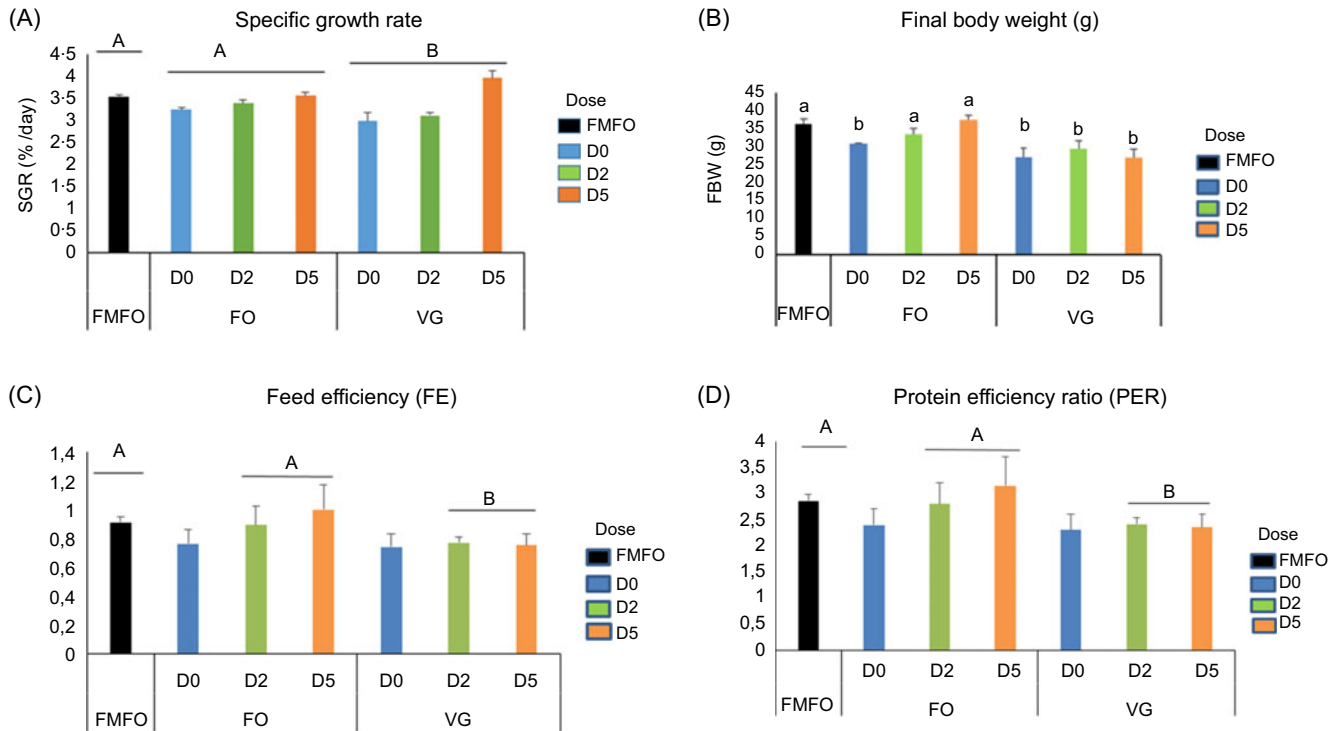 (A)
Specific growth rate
A
A
B
4·5
4
3·5
3
2·5
2
1·5
1
0·5
0
SGR (% /day)
D0 D2 D5 D0 D2 D5
FMFO FO VG
Dose
FMFO
D0
D2
D5
(B)
Final body weight (g)
45
40
35
30
25
20
15
10
5
0
FBW (g)
a b a a b b b
D0 D2 D5 D0 D2 D5
FMFO FO VG
Dose
FMFO
D0
D2
D5
(C)
Feed efficiency (FE)
1,4
1,2
1
0,8
0,6
0,4
0,2
0
A
A
B
D0 D2 D5 D0 D2 D5
FMFO FO VG
Dose
FMFO
D0
D2
D5
(D)
Protein efficiency ratio (PER)
4
3,5
3
2,5
2
1,5
1
0,5
0
A
A
B
D0 D2 D5 D0 D2 D5
FMFO FO VG
Dose
FMFO
D0
D2
D5